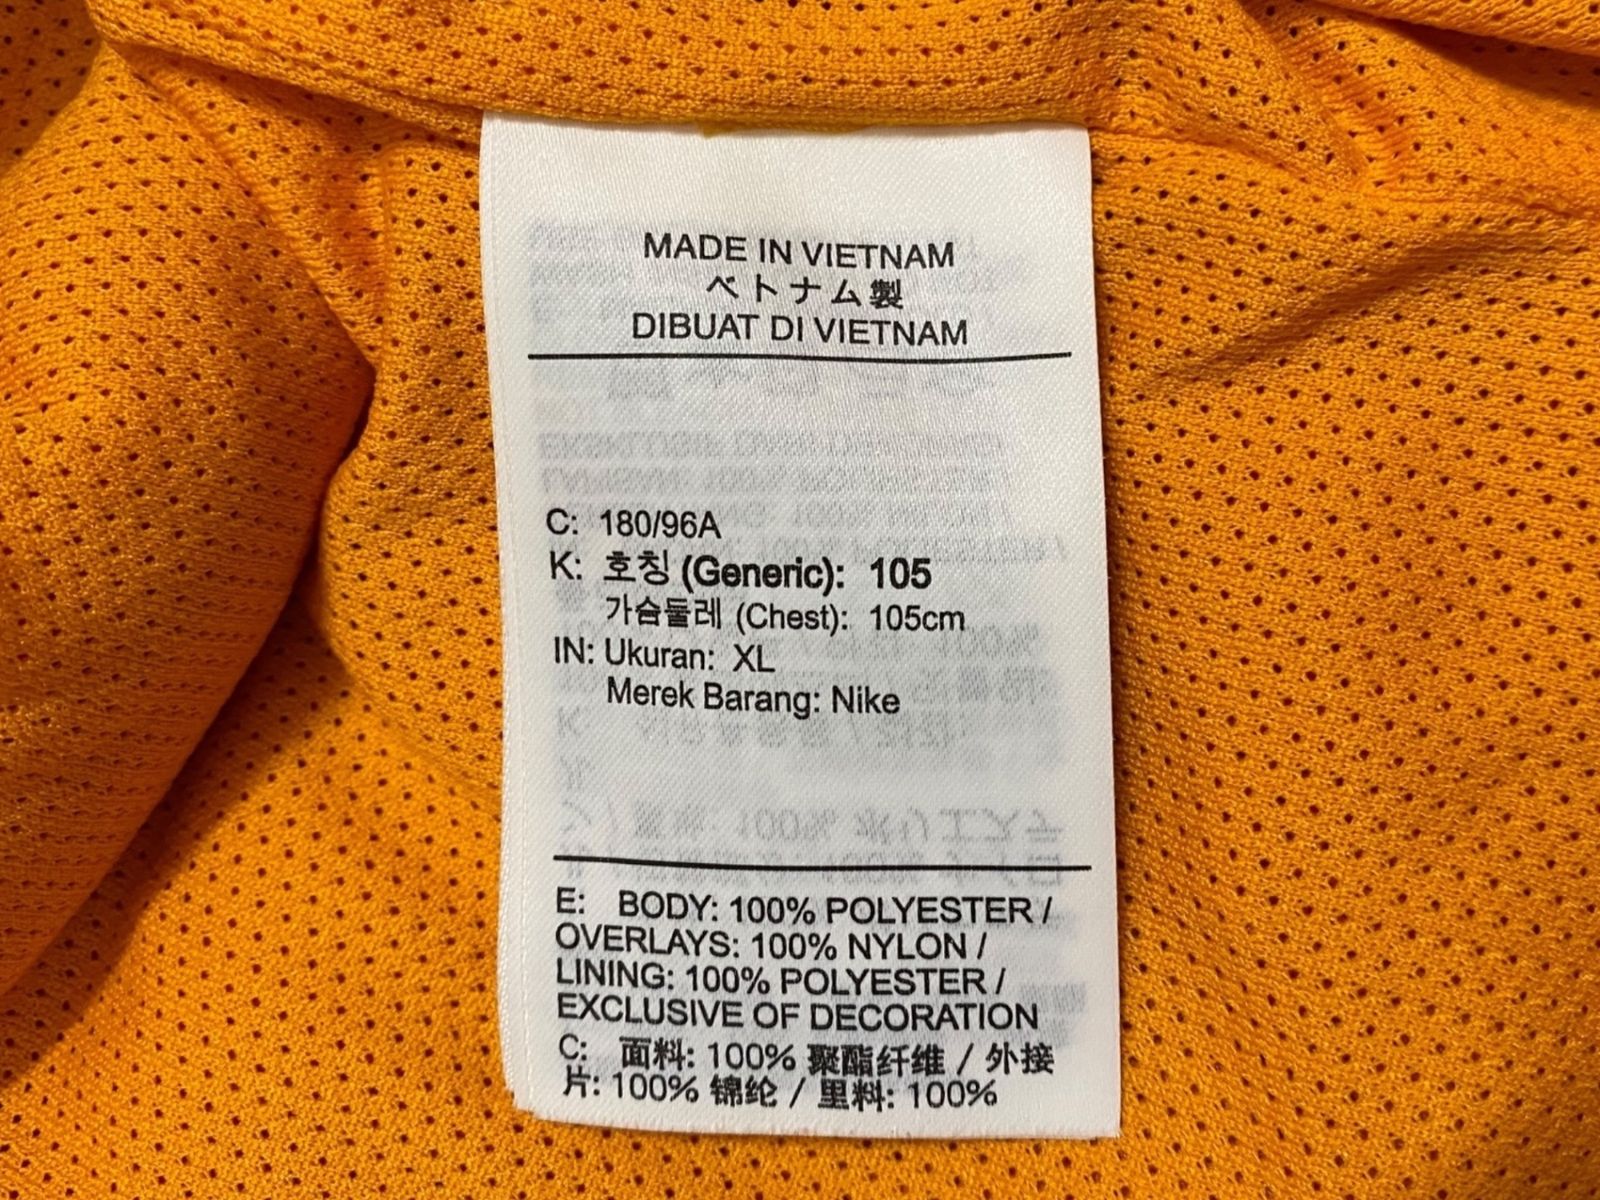 MADE IN VIETNAM
ベトナム製
DIBUAT DI VIETNAM
C: 180/96A
K: 호칭 (Generic): 105
가슴둘레 (Chest): 105cm
IN: Ukuran: XL
Merek Barang: Nike
E: BODY: 100% POLYESTER /
OVERLAYS: 100% NYLON /
LINING: 100% POLYESTER /
EXCLUSIVE OF DECORATION
C: 面料: 100% 聚酯纤维 / 外接
片: 100% 锦纶 / 里料: 100%